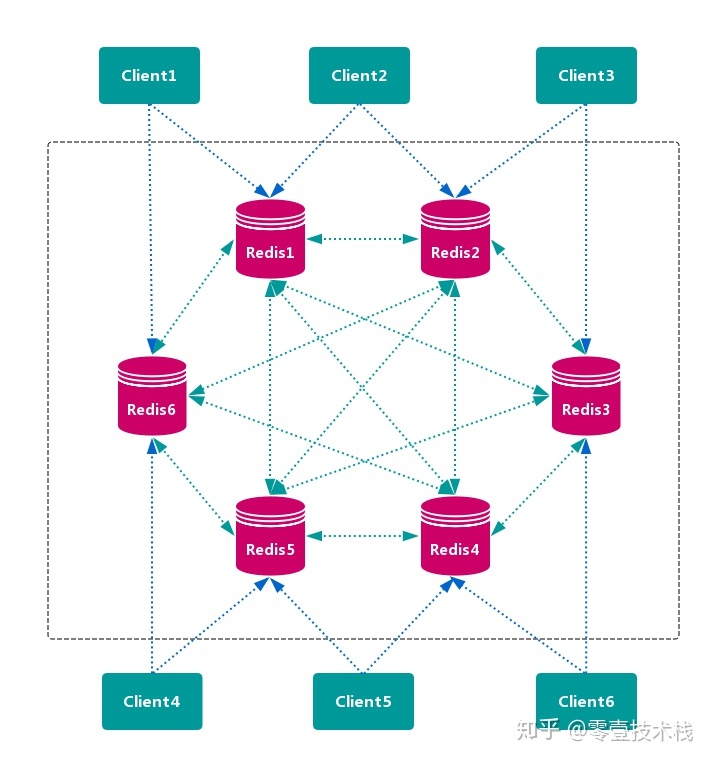 Client1
Client2
Client3
Redis1
Redis2
Redis6
Redis3
Redis5
Redis4
Client4
Client5
Client6
知乎 @零壹技术栈